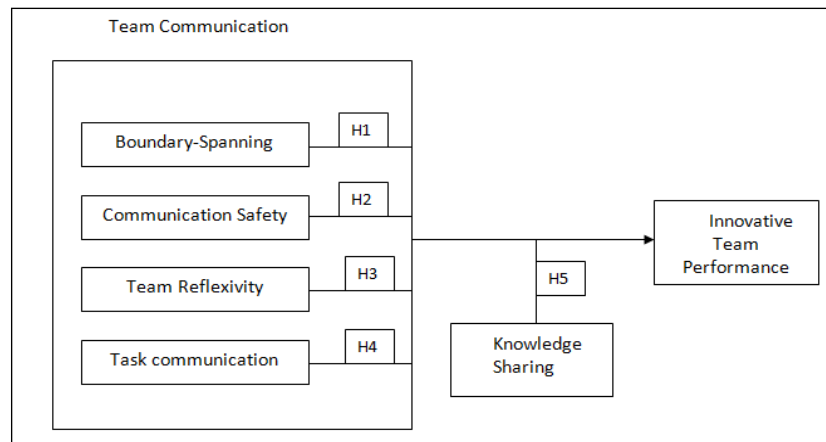 Team Communication
H1
Boundary-Spanning
H2
Communication Safety
H3
Team Reflexivity
H4
Task communication
Innovative
Team
Performance
H5
Knowledge
Sharing